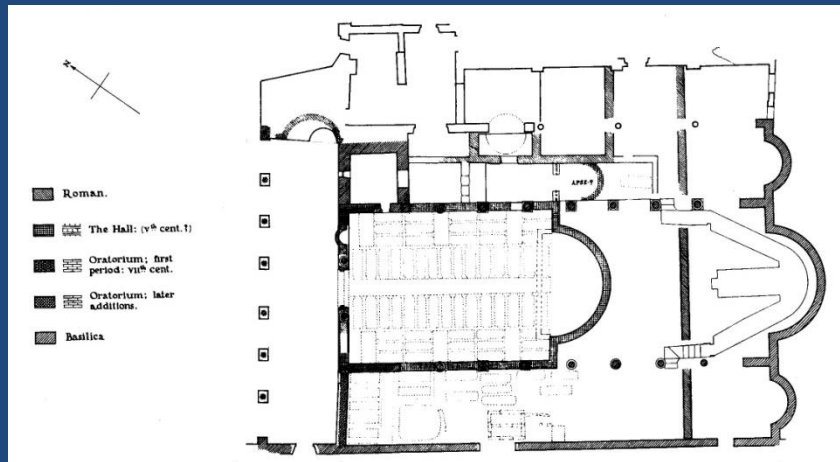 N
Roman.
The Hall: (vth cent.?)
Oratorium; first
period: VIIth cent.
Oratorium; later
additions.
Basilica
APSE ?